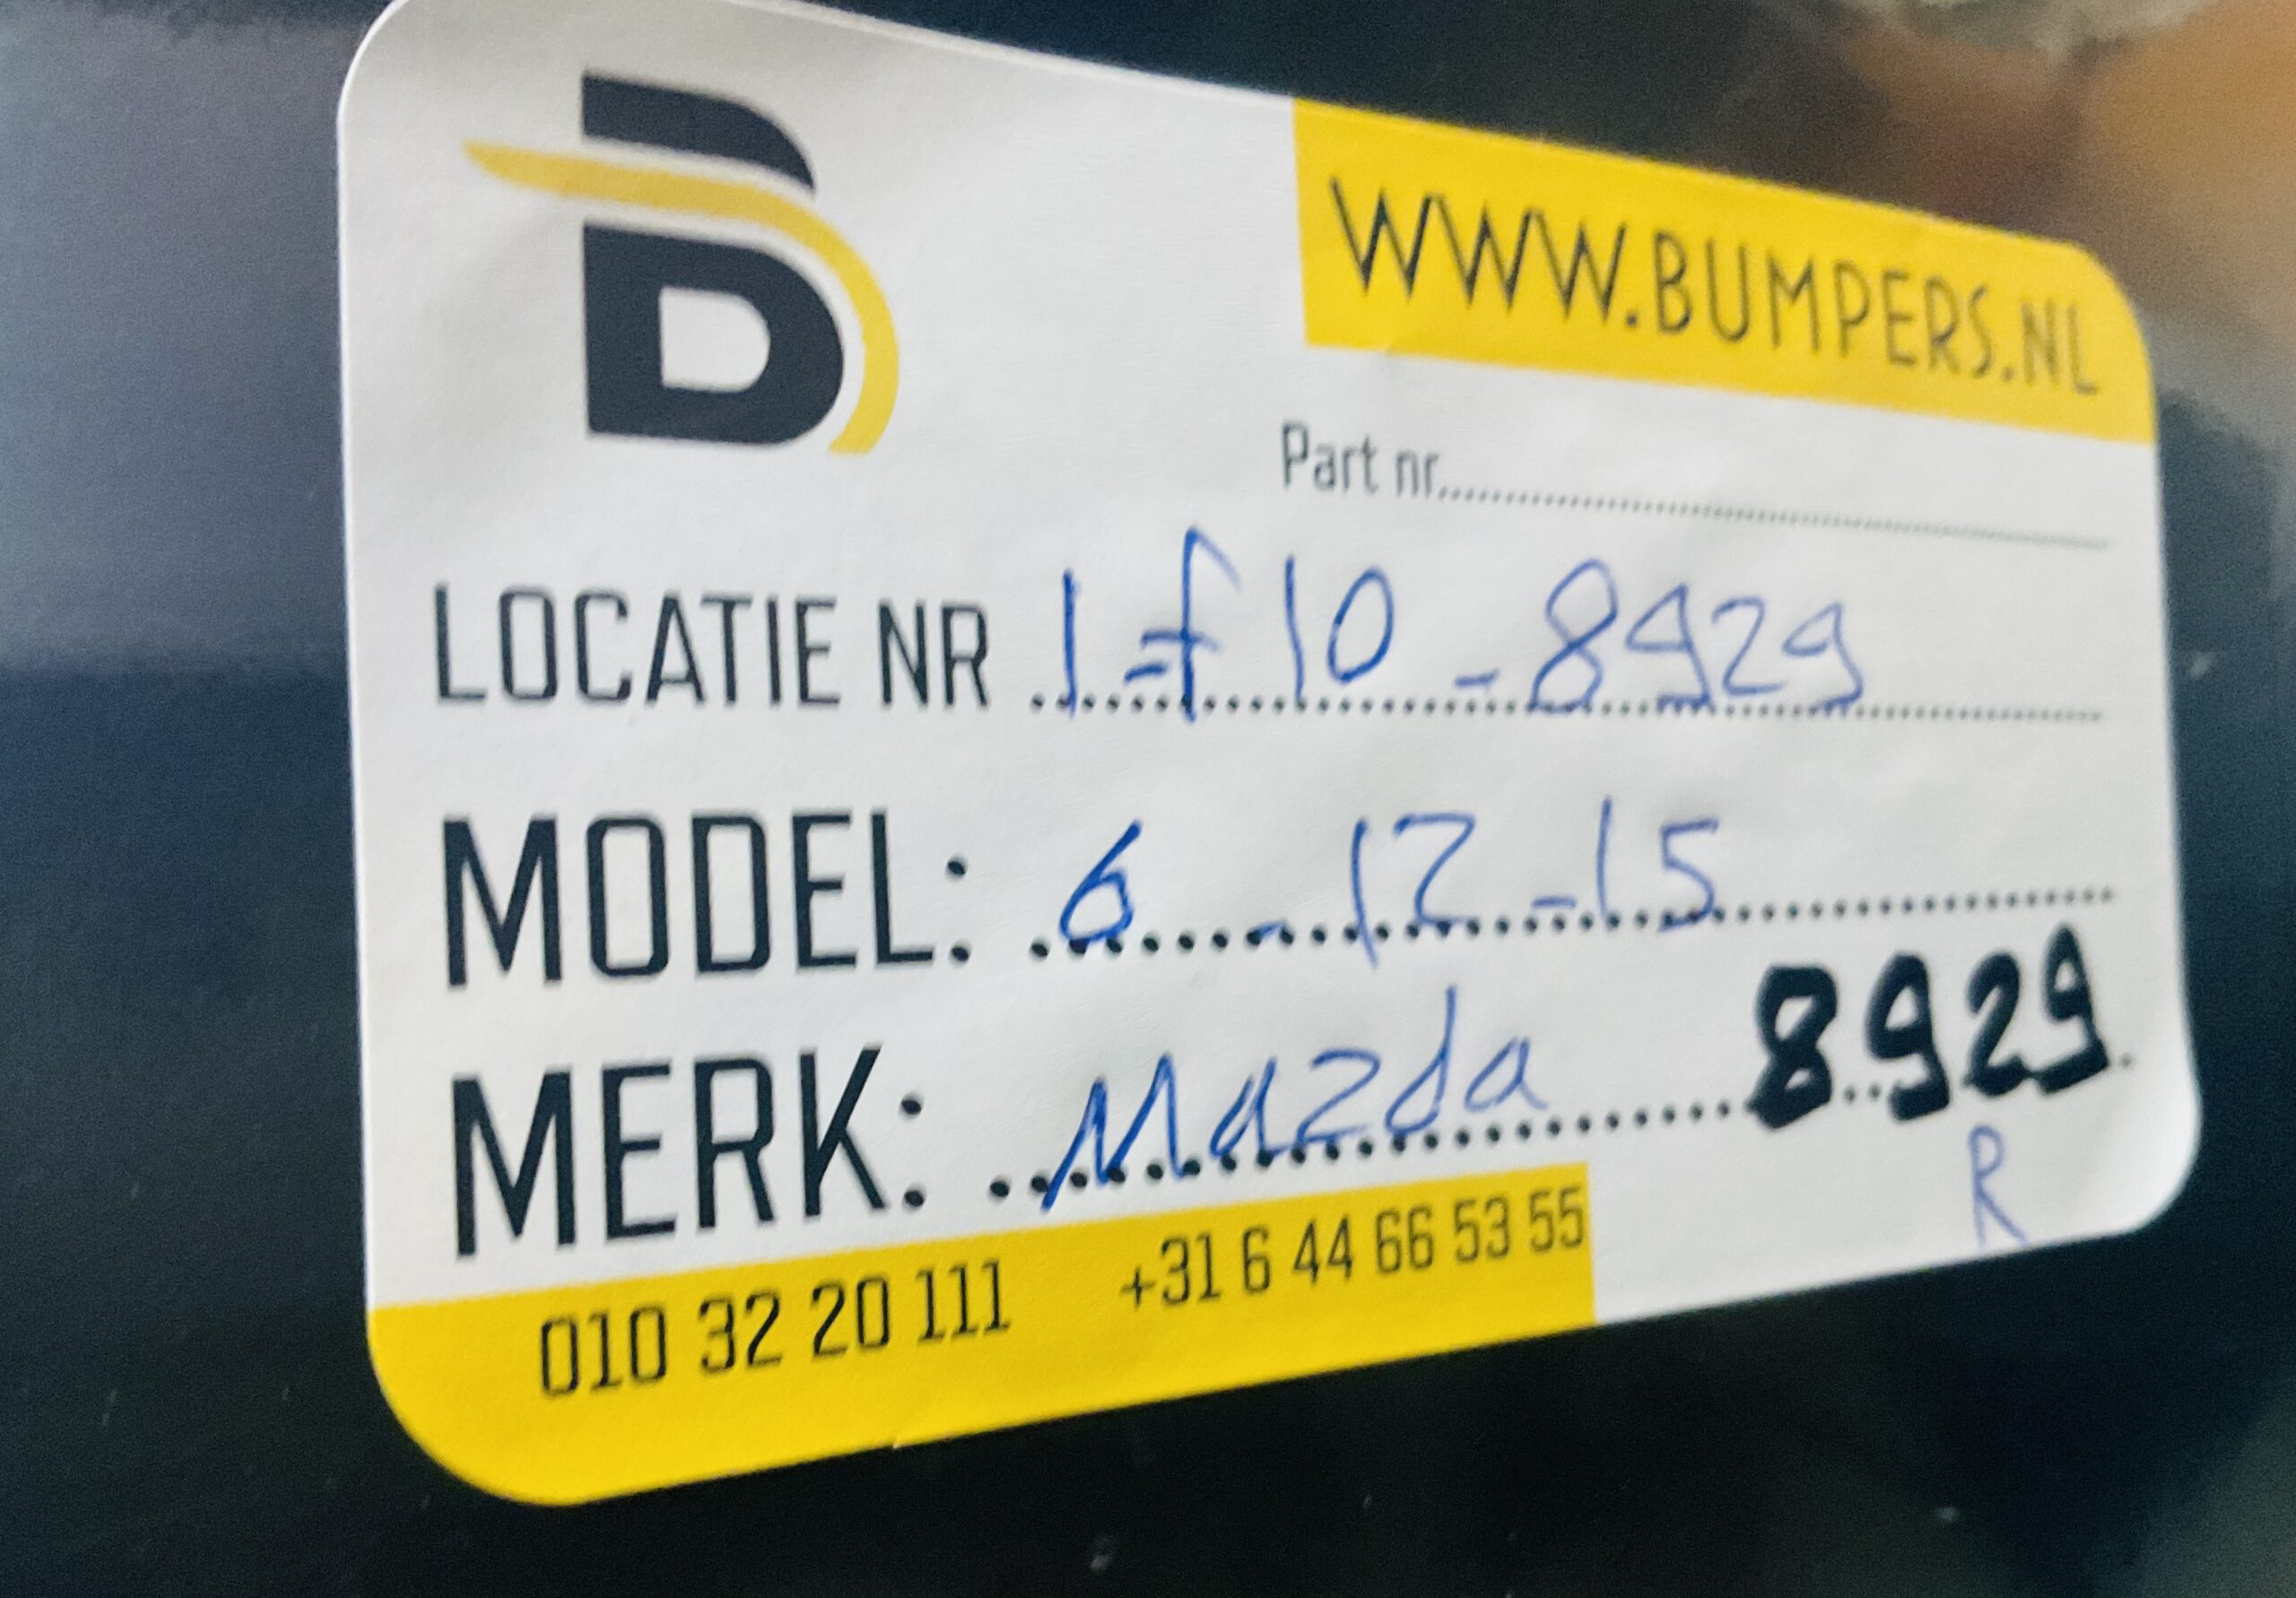 B
WWW.BUMPERS.NL
Part nr.
LOCATIE NR 1-f10-8929
MODEL: 6-12-15
MERK: Mazda 8929
R
010 32 20 111 +31 6 44 66 53 55